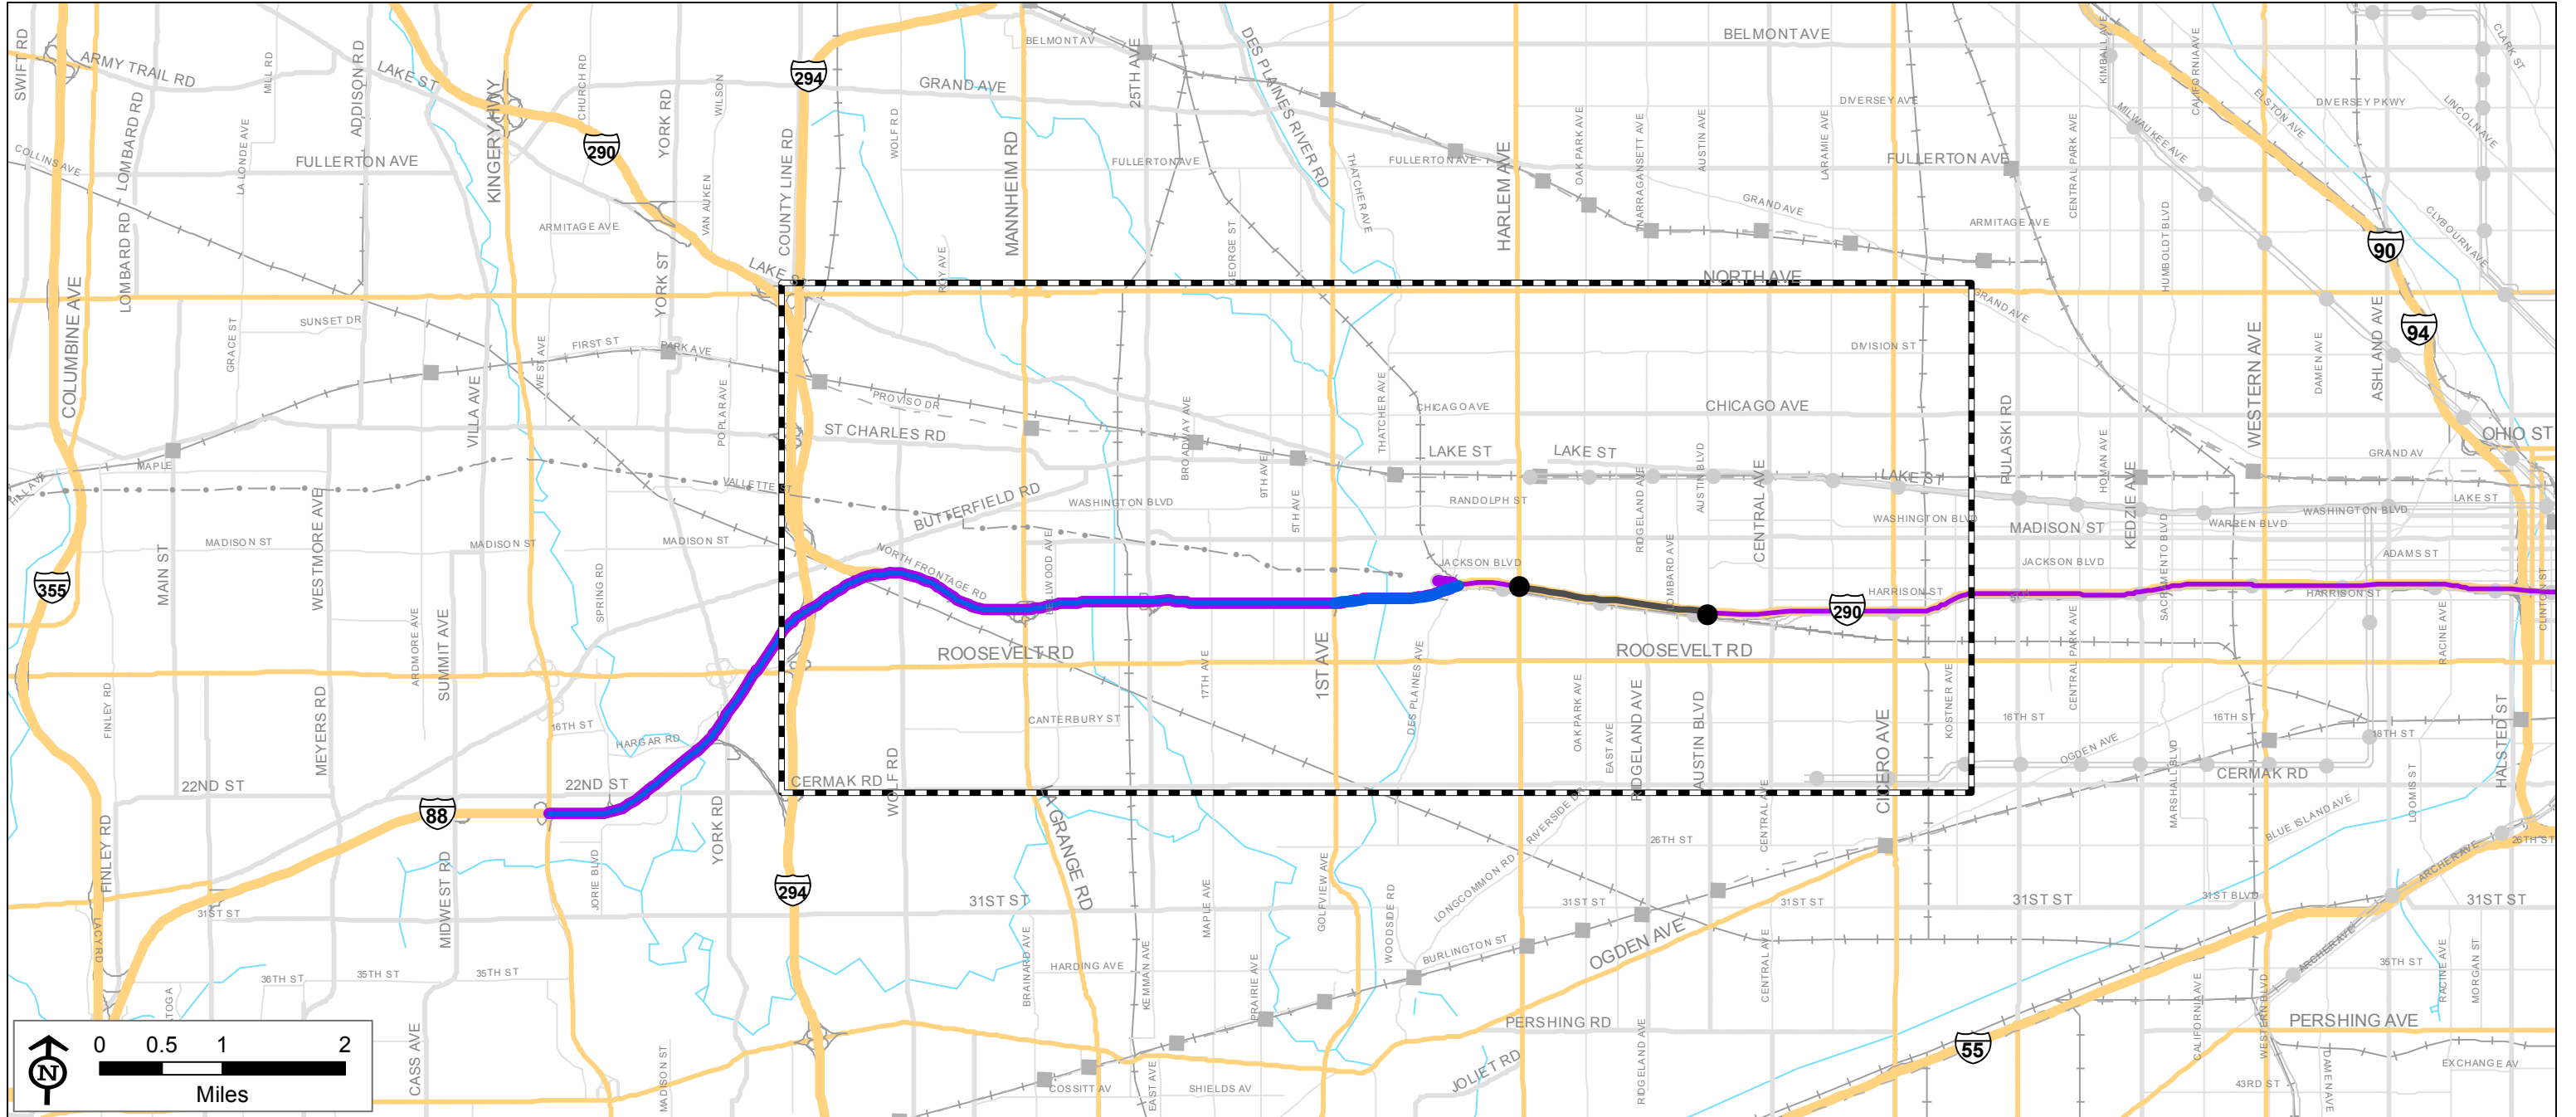 SWIFT RD
ARMY TRAIL RD
MILL RD
ADDISON RD
LAKE ST
KINGERY HWY
CHURCH RD
YORK RD
WILSON
294
WOLF RD
GRAND AVE
BELMONT AV
25TH AVE
DES PLAINES RIVER RD
BELMONT AVE
KIMBALL AVE
CALIFORNIA AVE
CLARK ST
COLLINS AVE
LOMBARD RD
LA LONDE AVE
FULLERTON AVE
290
VAN AUKEN
COUNTY LINE RD
MANNHEIM RD
FULLERTON AVE
THATCHER AVE
FULLERTON AVE
HARLEM AVE
OAK PARK AVE
NARRAGANSETT AVE
AUSTIN AVE
DIVERSEY AVE
LARAMIE AVE
FULLERTON AVE
CENTRAL PARK AVE
MILWAUKEE AVE
ELSTON AVE
DIVERSEY PKWY
LINCOLN AVE
LOMBARD RD
ARMITAGE AVE
YORK ST
LAKE ST
ROY AVE
GEORGE ST
GRAND AVE
ARMITAGE AVE
HUMBOLDT BLVD
CLYBOURN AVE
90
COLUMBINE AVE
NORTH AVE
GRAND AVE
SUNSET DR
GRACE ST
FIRST ST
PARK AVE
WEST AVE
VILLA AVE
POPLAR AVE
PROVISO DR
THATCHER AVE
DIVISION ST
WESTERN AVE
DAMEN AVE
ASHLAND AVE
94
ST CHARLES RD
BROADWAY AVE
CHICAGO AVE
CHICAGO AVE
PULASKI RD
OHIO ST
HILL AVE
MAPLE
VALLETTE ST
BUTTERFIELD RD
WASHINGTON BLVD
9TH AVE
5TH AVE
LAKE ST
LAKE ST
RANDOLPH ST
RIDGELAND AVE
AUSTIN BLVD
CENTRAL AVE
LAKE ST
WASHINGTON BLVD
MADISON ST
HOMAN AVE
KEDZIE AVE
SACRAMENTO BLVD
GRAND AV
LAKE ST
WARREN BLVD
WASHINGTON BLVD
355
MAIN ST
MADISON ST
WESTMORE AVE
MADISON ST
MADISON ST
SPRING RD
NORTH FRONTAGE RD
BELLWOOD AVE
JACKSON BLVD
LOMBARD AVE
290
HARRISON ST
JACKSON BLVD
ADAMS ST
HARRISON ST
RACINE AVE
CLINTON ST
FINLEY RD
MEYERS RD
ARDMORE AVE
SUMMIT AVE
16TH ST
HARGAR RD
ROOSEVELT RD
17TH AVE
CANTERBURY ST
1ST AVE
DES PLAINES AVE
ROOSEVELT RD
OAK PARK AVE
EAST AVE
RIDGELAND AVE
AUSTIN BLVD
CICERO AVE
KOSTNER AVE
CENTRAL PARK AVE
16TH ST
16TH ST
OGDEN AVE
MARSHALL BLVD
18TH ST
HALSTED ST
22ND ST
22ND ST
88
CERMAK RD
WOLF RD
YORK RD
CERMAK RD
LOOMIS ST
BLUE ISLAND AVE
FINLEY RD
LACY RD
31ST ST
MIDWEST RD
JORIE BLVD
294
LA GRANGE RD
31ST ST
MAPLE AVE
GOLFVIEW AVE
WOODSIDE RD
LONGCOMMON RD
RIVERSIDE DR
26TH ST
31ST ST
CENTRAL AVE
31ST ST
31ST ST
31ST BLVD
ARCHER AVE
26TH ST
31ST ST
36TH ST
35TH ST
35TH ST
BRAINARD AVE
HARDING AVE
KEMMAN AVE
PRAIRIE AVE
BURLINGTON ST
OGDEN AVE
CENTRAL AVE
ARCHER AVE
35TH ST
RACINE AVE
MORGAN ST
CALIFORNIA AVE
WESTERN BLVD
CASS AVE
MADISON ST
COSSITT AV
EAST AVE
SHIELDS AV
JOLIET RD
PERSHING RD
RIDGELAND AVE
55
PERSHING AVE
EXCHANGE AV
43RD ST
DAMEN AVE
N
0 0.5 1 2
Miles